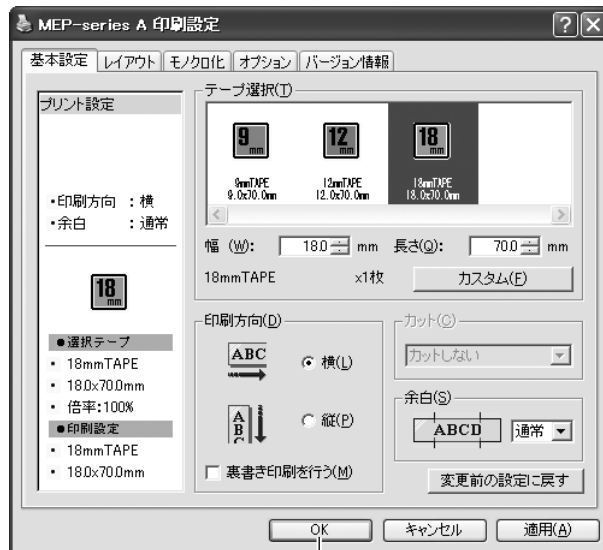 MEP-series A 印刷設定
基本設定 レイアウト モノクロ化 オプション バージョン情報
プリント設定
・印刷方向 :横
・余白 :通常
18
mm
●選択テープ
・ 18mmTAPE
・ 18.0x70.0mm
・ 倍率:100%
●印刷設定
・ 18mmTAPE
・ 18.0x70.0mm
テープ選択(T)
9 mm 12 mm 18 mm
9mmTAPE 12mmTAPE 18mmTAPE
9.0x70.0mm 12.0x70.0mm 18.0x70.0mm
幅 (W): 18.0 mm 長さ(Q): 70.0 mm
18mmTAPE x1枚 カスタム(F)
印刷方向(D)
ABC 横(L)
ABC 縦(P)
裏書き印刷を行う(M)
カット(C)
カットしない
余白(S)
ABCD 通常
変更前の設定に戻す
OK キャンセル 適用(A)